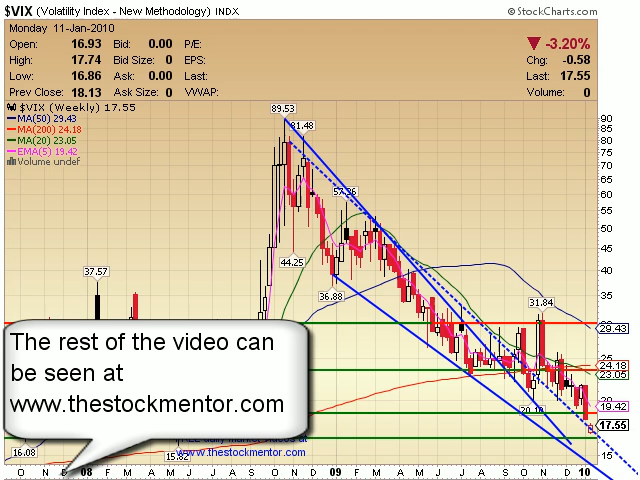 $VIX (Volatility Index - New Methodology) INDX
© StockCharts.com
Monday 11-Jan-2010
Open: 16.93 Bid: 0.00 P/E:
High: 17.74 Bid Size: 0 EPS:
Low: 16.86 Ask: 0.00 Last:
Prev Close: 18.13 Ask Size: 0 VWAP:
-3.20%
Chg: -0.58
Last: 17.55
Volume: 0
$VIX (Weekly) 17.55
MA(50) 29.43
MA(200) 24.18
MA(20) 23.05
EMA(5) 19.42
Volume undef
89.53
81.48
57.36
44.25
36.88
37.57
31.84
20.10
16.08
15.82
90
85
80
75
70
65
60
55
50
45
40
35
29.43
24.18
23.05
19.42
17.55
15
The rest of the video can
be seen at
www.thestockmentor.com
daily market videos at
www.thestockmentor.com
O N D 08 F M A M J J A S O N D 09 F M A M J J A S O N D 10